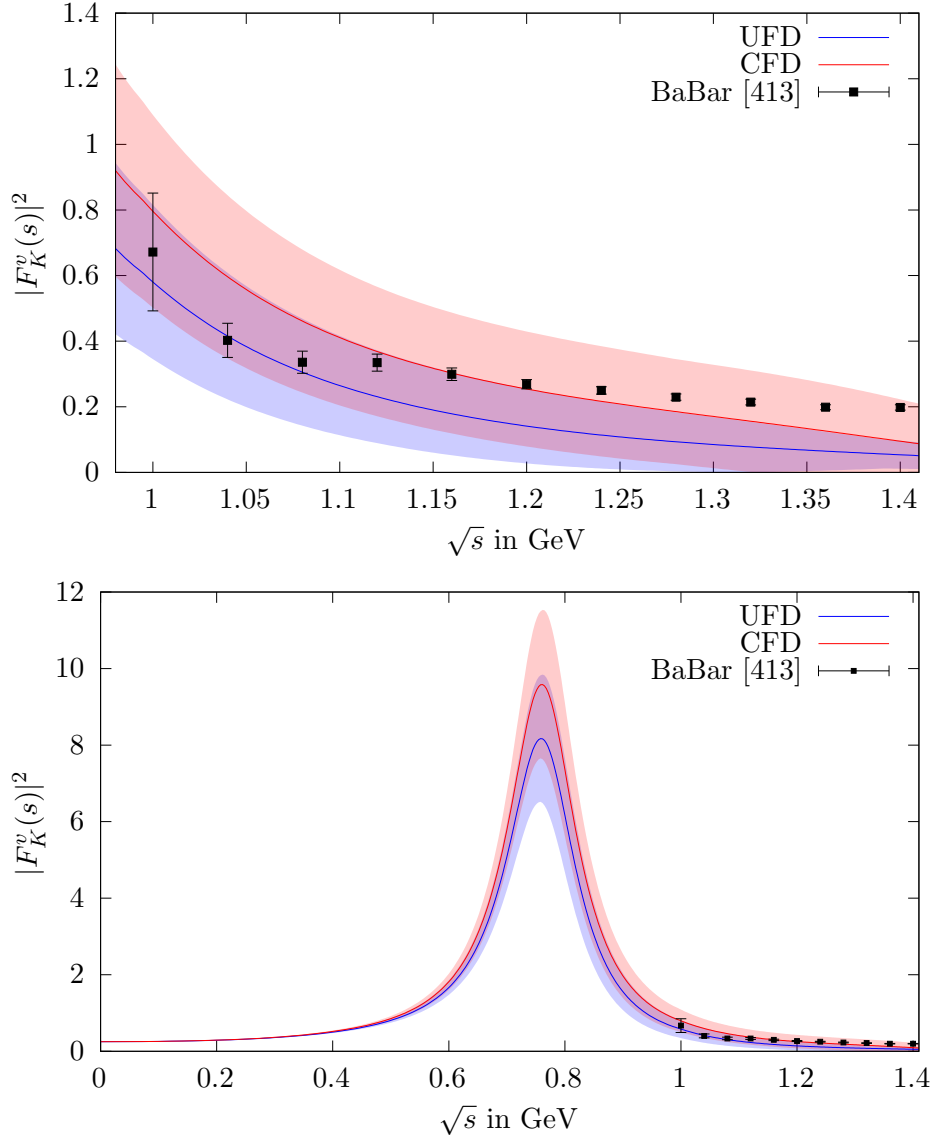 1.4
1.2
1
0.8
0.6
0.4
0.2
0
|F_K^v(s)|^2
UFD
CFD
BaBar [413]
1 1.05 1.1 1.15 1.2 1.25 1.3 1.35 1.4
√s in GeV
12
10
8
6
4
2
0
|F_K^v(s)|^2
UFD
CFD
BaBar [413]
0 0.2 0.4 0.6 0.8 1 1.2 1.4
√s in GeV